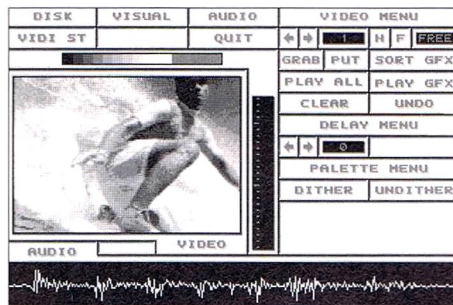 DISK VISUAL AUDIO VIDEO MENU
VIDI ST QUIT 1 N F FREE
GRAB PUT SORT GFX
PLAY ALL PLAY GFX
CLEAR UNDO
DELAY MENU
0
PALETTE MENU
DITHER UNDITHER
AUDIO VIDEO